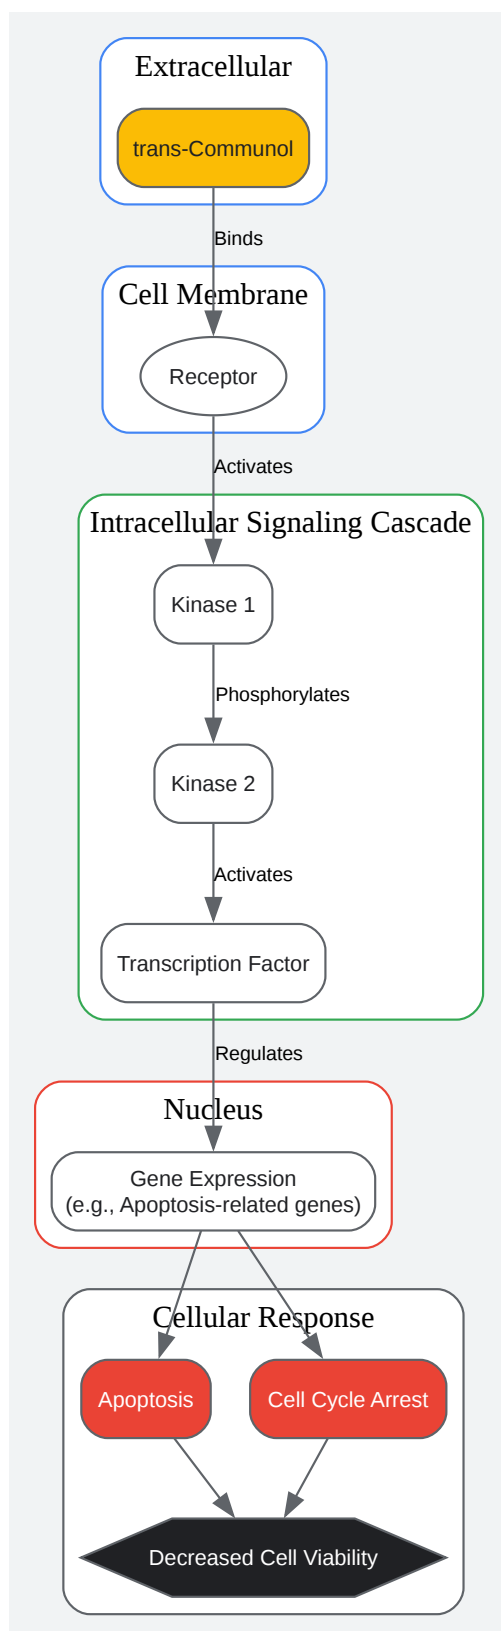 Extracellular
trans-Communol
Binds
Cell Membrane
Receptor
Activates
Intracellular Signaling Cascade
Kinase 1
Phosphorylates
Kinase 2
Activates
Transcription Factor
Regulates
Nucleus
Gene Expression
(e.g., Apoptosis-related genes)
Cellular Response
Apoptosis
Cell Cycle Arrest
Decreased Cell Viability